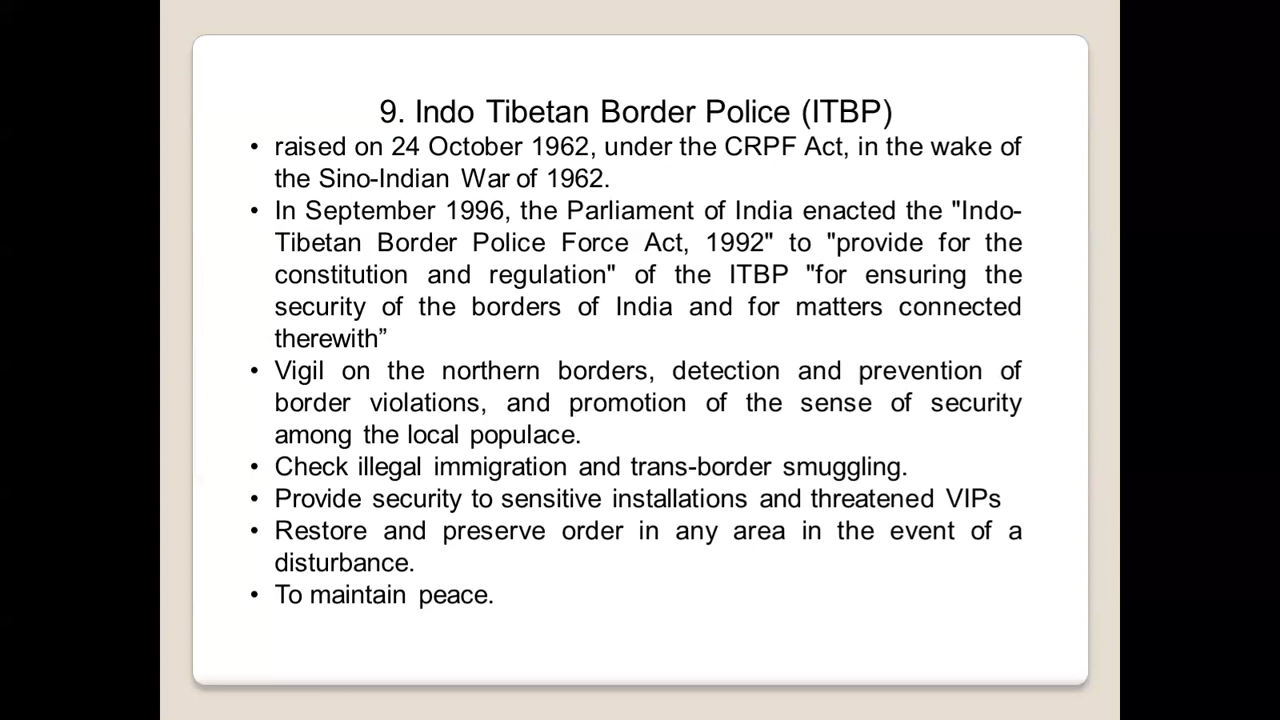 9. Indo Tibetan Border Police (ITBP)
• raised on 24 October 1962, under the CRPF Act, in the wake of
the Sino-Indian War of 1962.
• In September 1996, the Parliament of India enacted the "Indo-
Tibetan Border Police Force Act, 1992" to "provide for the
constitution and regulation" of the ITBP "for ensuring the
security of the borders of India and for matters connected
therewith”
• Vigil on the northern borders, detection and prevention of
border violations, and promotion of the sense of security
among the local populace.
• Check illegal immigration and trans-border smuggling.
• Provide security to sensitive installations and threatened VIPs
• Restore and preserve order in any area in the event of a
disturbance.
• To maintain peace.